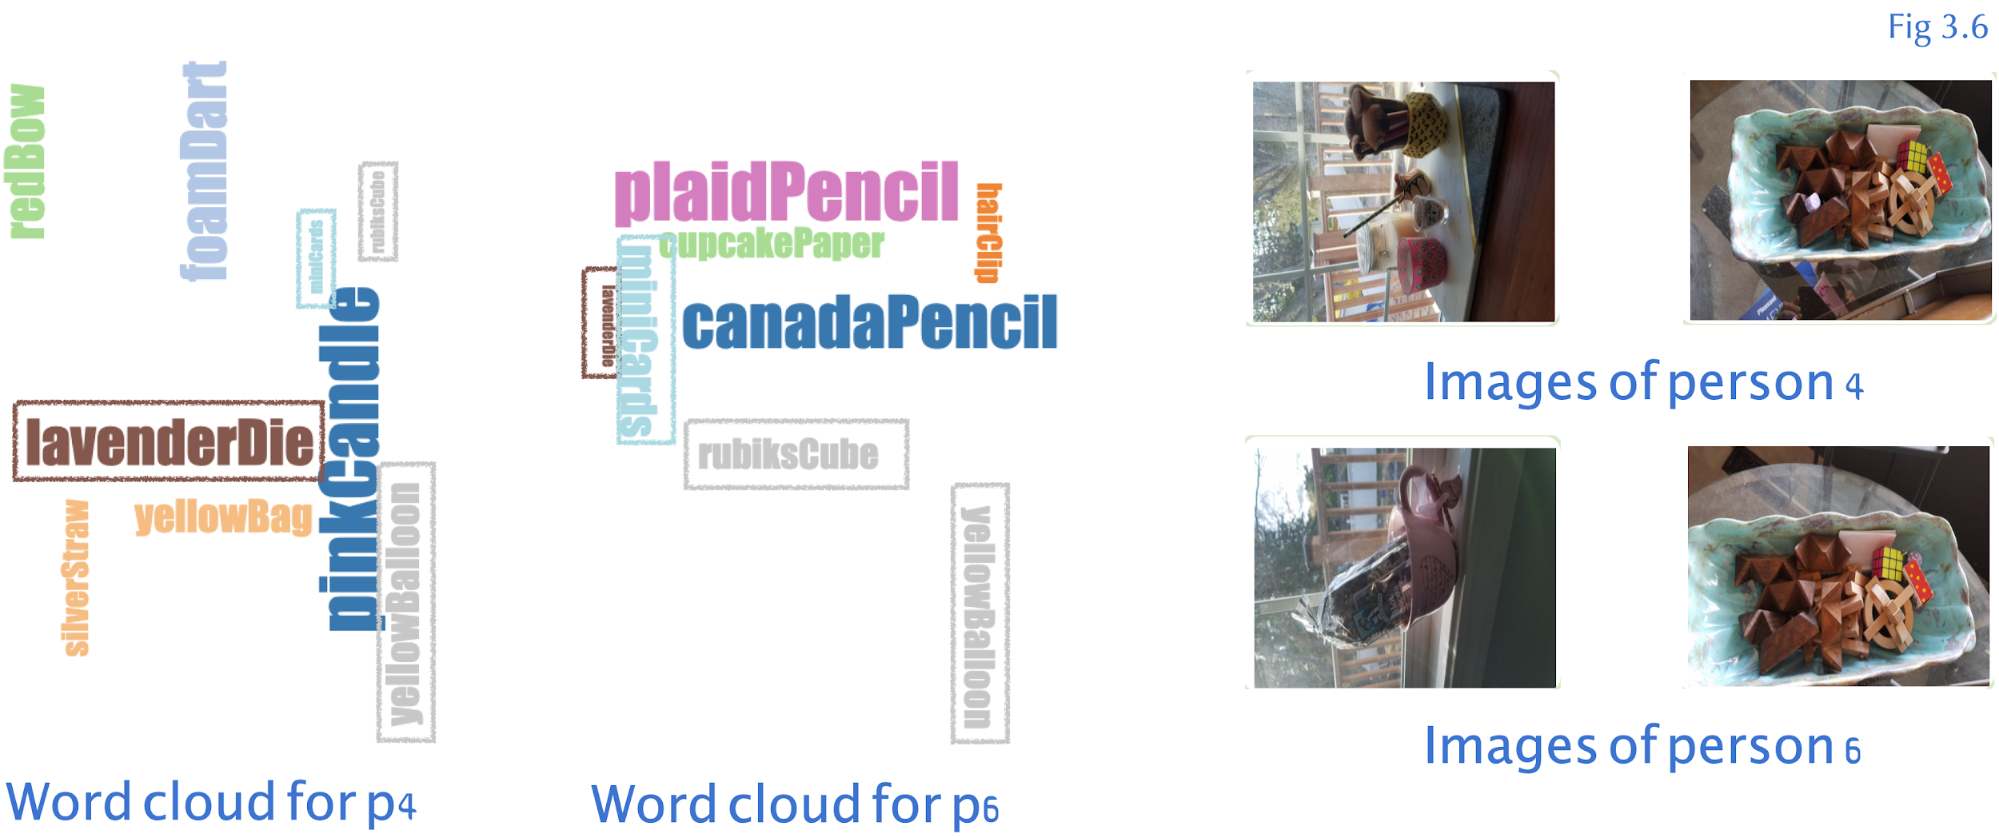 Fig 3.6
redBow
foamDart
rubiksCube
miniCards
pinkCandle
lavenderDie
yellowBag
silverStraw
yellowBalloon
Word cloud for p4
plaidPencil
cupcakePaper
hairClip
miniCards
lavenderDie
canadaPencil
rubiksCube
yellowBalloon
Word cloud for p6
Images of person 4
Images of person 6